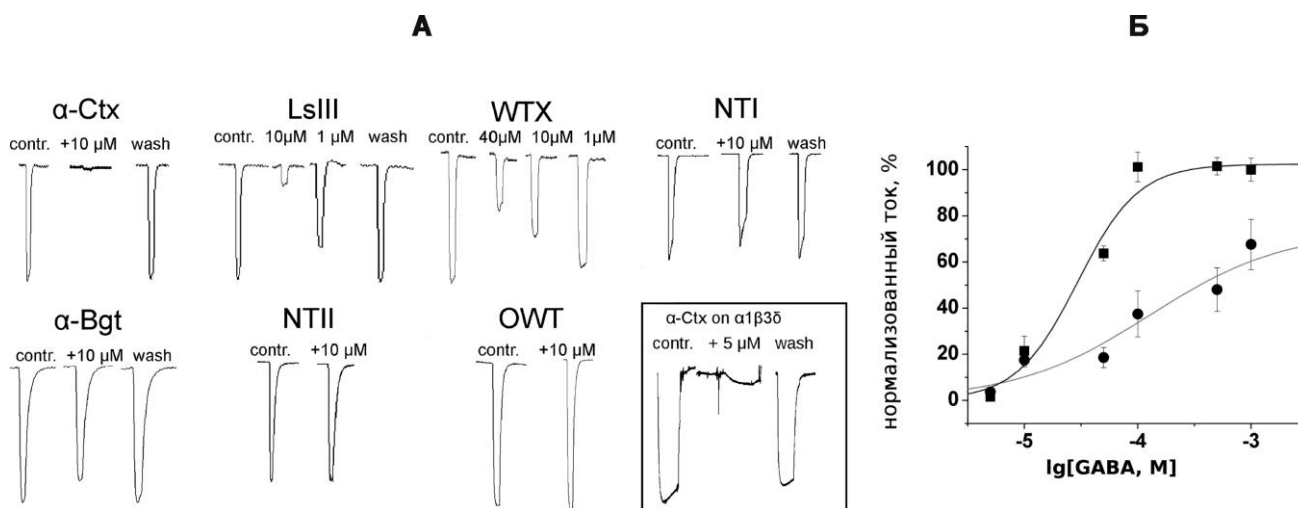 А
Б
α-Ctx
contr. +10 µM wash
LsIII
contr. 10µM 1 µM wash
WTX
contr. 40µM 10µM 1µM
NTI
contr. +10 µM wash
α-Bgt
contr. +10 µM wash
NTII
contr. +10 µM
OWT
contr. +10 µM
α-Ctx on α1β3δ
contr. + 5 µM wash
нормализованный ток, %
100
80
60
40
20
0
-5 -4 -3
lg[GABA, M]